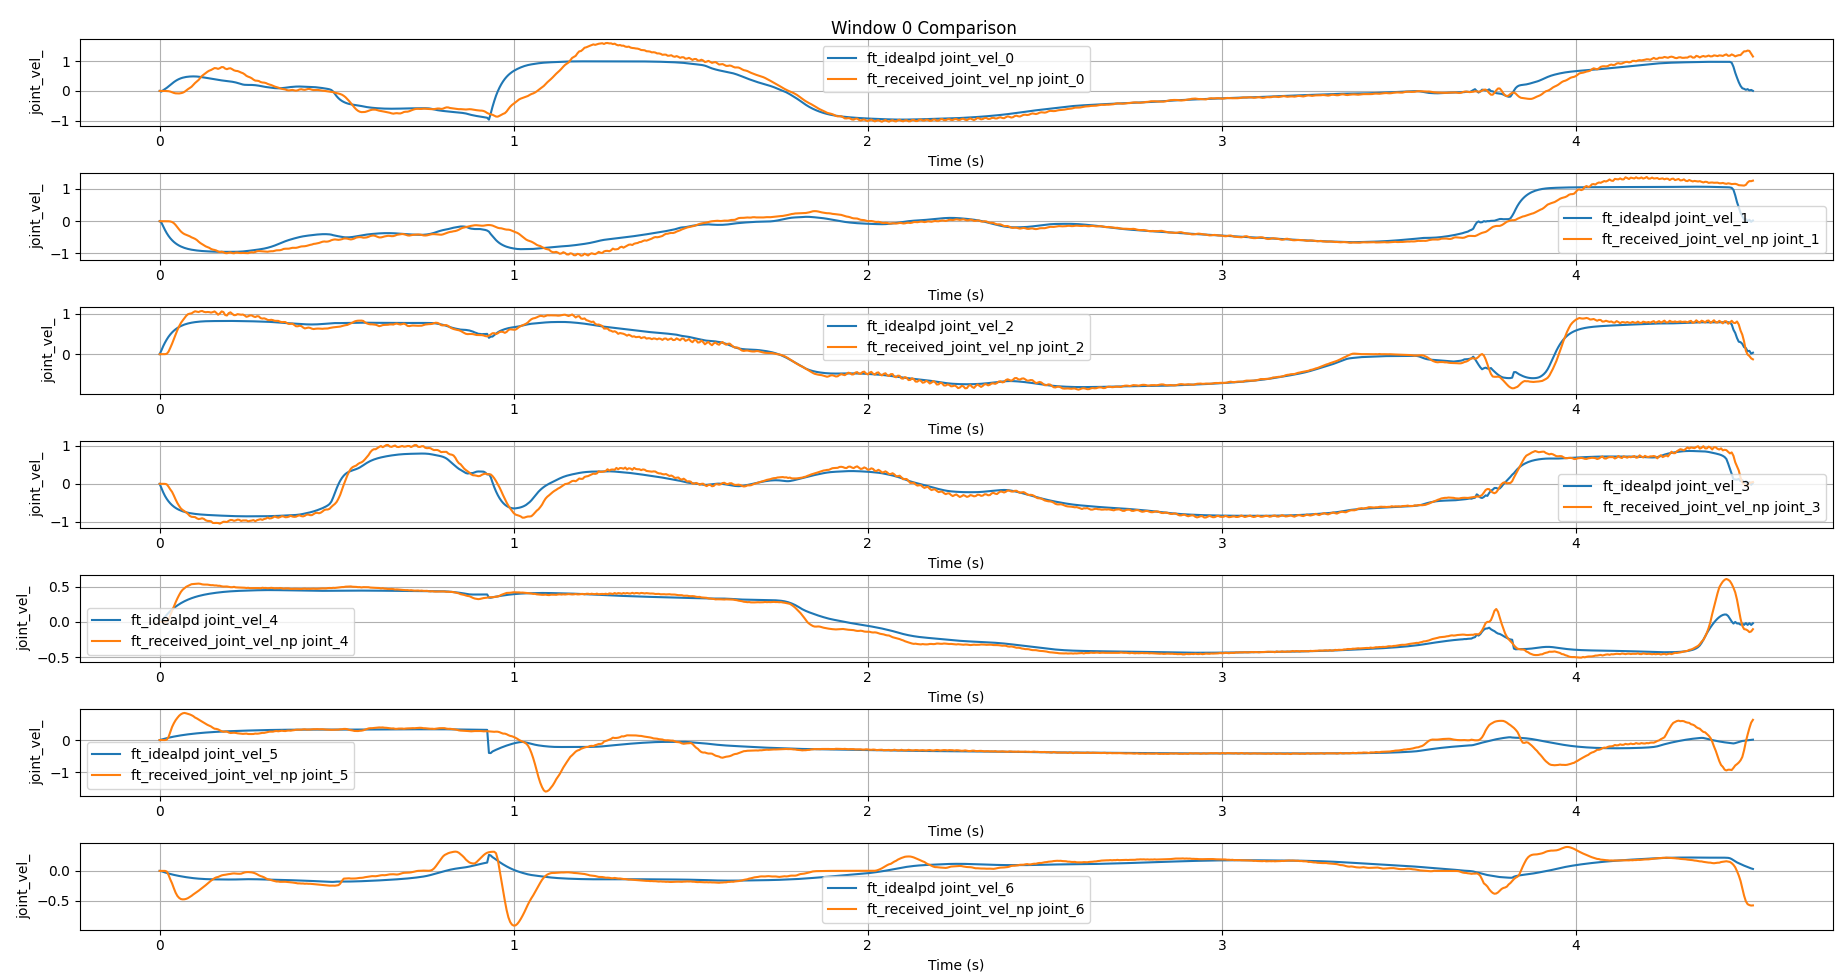 Window 0 Comparison
joint_vel_
1
0
−1
ft_idealpd joint_vel_0
ft_received_joint_vel_np joint_0
0 1 2 3 4
Time (s)
joint_vel_
1
0
−1
ft_idealpd joint_vel_1
ft_received_joint_vel_np joint_1
0 1 2 3 4
Time (s)
joint_vel_
1
0
ft_idealpd joint_vel_2
ft_received_joint_vel_np joint_2
0 1 2 3 4
Time (s)
joint_vel_
1
0
−1
ft_idealpd joint_vel_3
ft_received_joint_vel_np joint_3
0 1 2 3 4
Time (s)
joint_vel_
0.5
0.0
−0.5
ft_idealpd joint_vel_4
ft_received_joint_vel_np joint_4
0 1 2 3 4
Time (s)
joint_vel_
0
−1
ft_idealpd joint_vel_5
ft_received_joint_vel_np joint_5
0 1 2 3 4
Time (s)
joint_vel_
0.0
−0.5
ft_idealpd joint_vel_6
ft_received_joint_vel_np joint_6
0 1 2 3 4
Time (s)